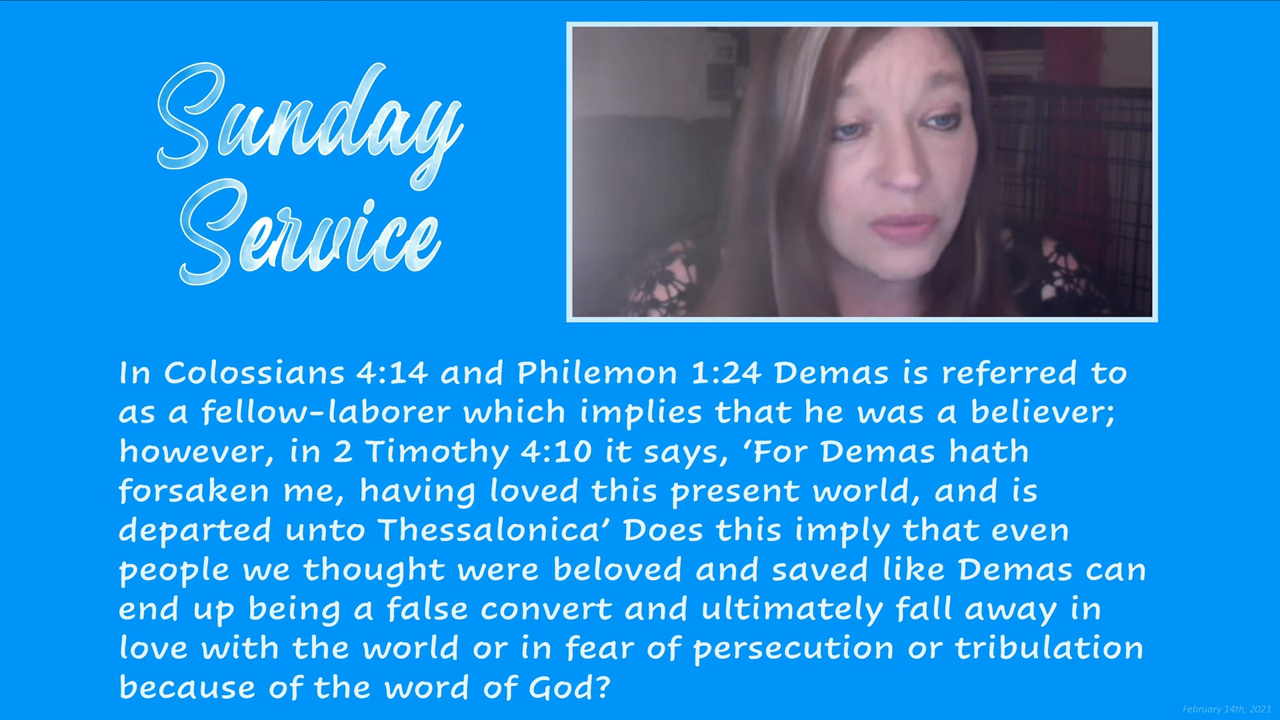 Sunday
Service
In Colossians 4:14 and Philemon 1:24 Demas is referred to
as a fellow-laborer which implies that he was a believer;
however, in 2 Timothy 4:10 it says, ‘For Demas hath
forsaken me, having loved this present world, and is
departed unto Thessalonica’ Does this imply that even
people we thought were beloved and saved like Demas can
end up being a false convert and ultimately fall away in
love with the world or in fear of persecution or tribulation
because of the word of God?
February 14th, 2021